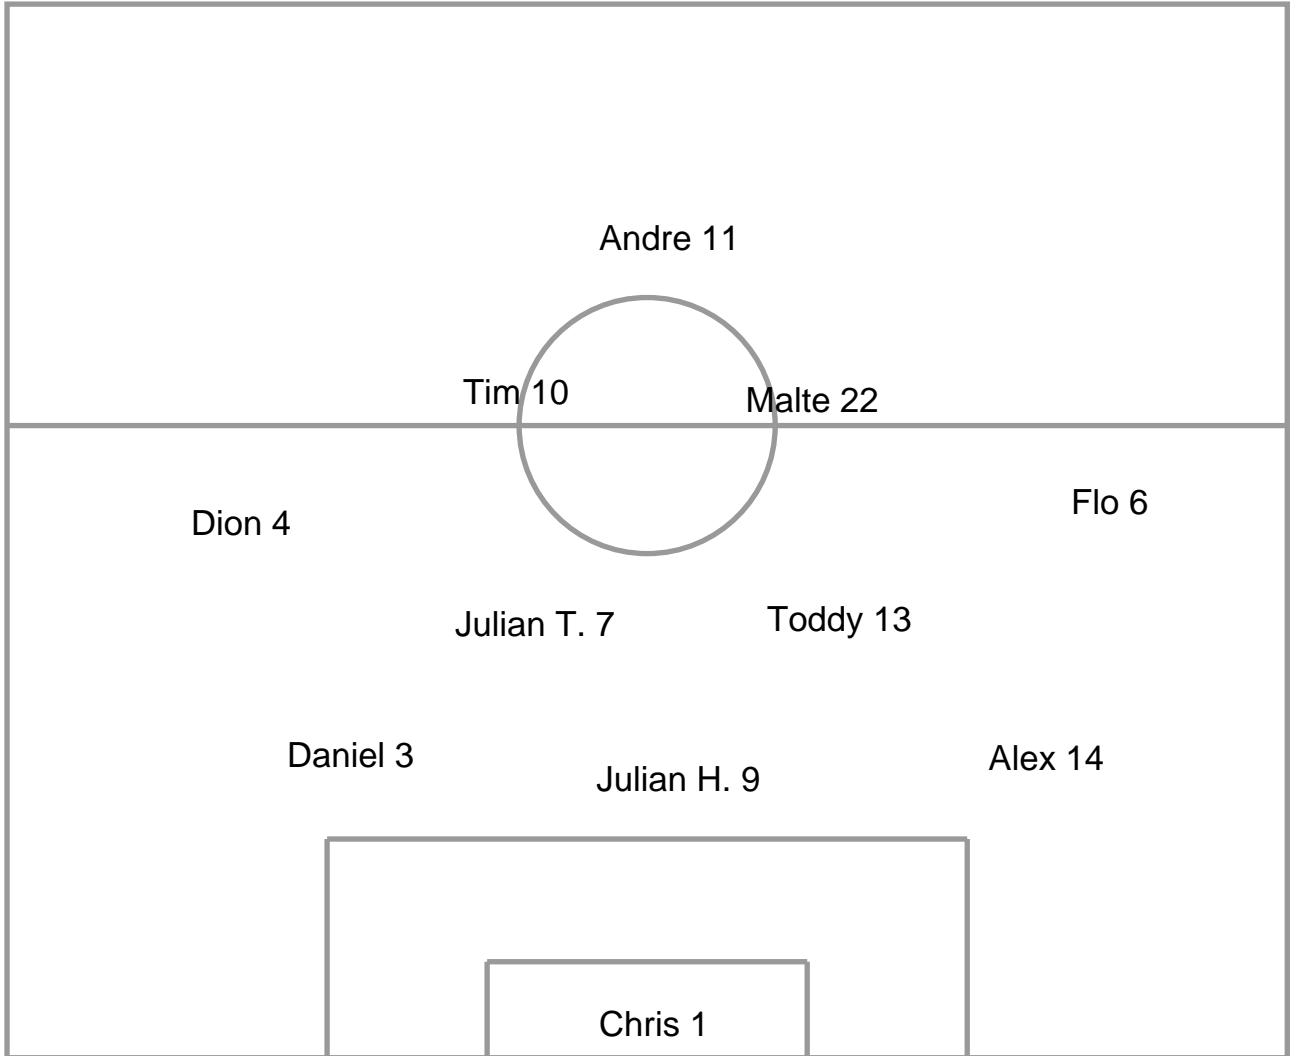 Andre 11
Tim 10
Malte 22
Flo 6
Dion 4
Toddy 13
Julian T. 7
Daniel 3
Alex 14
Julian H. 9
Chris 1